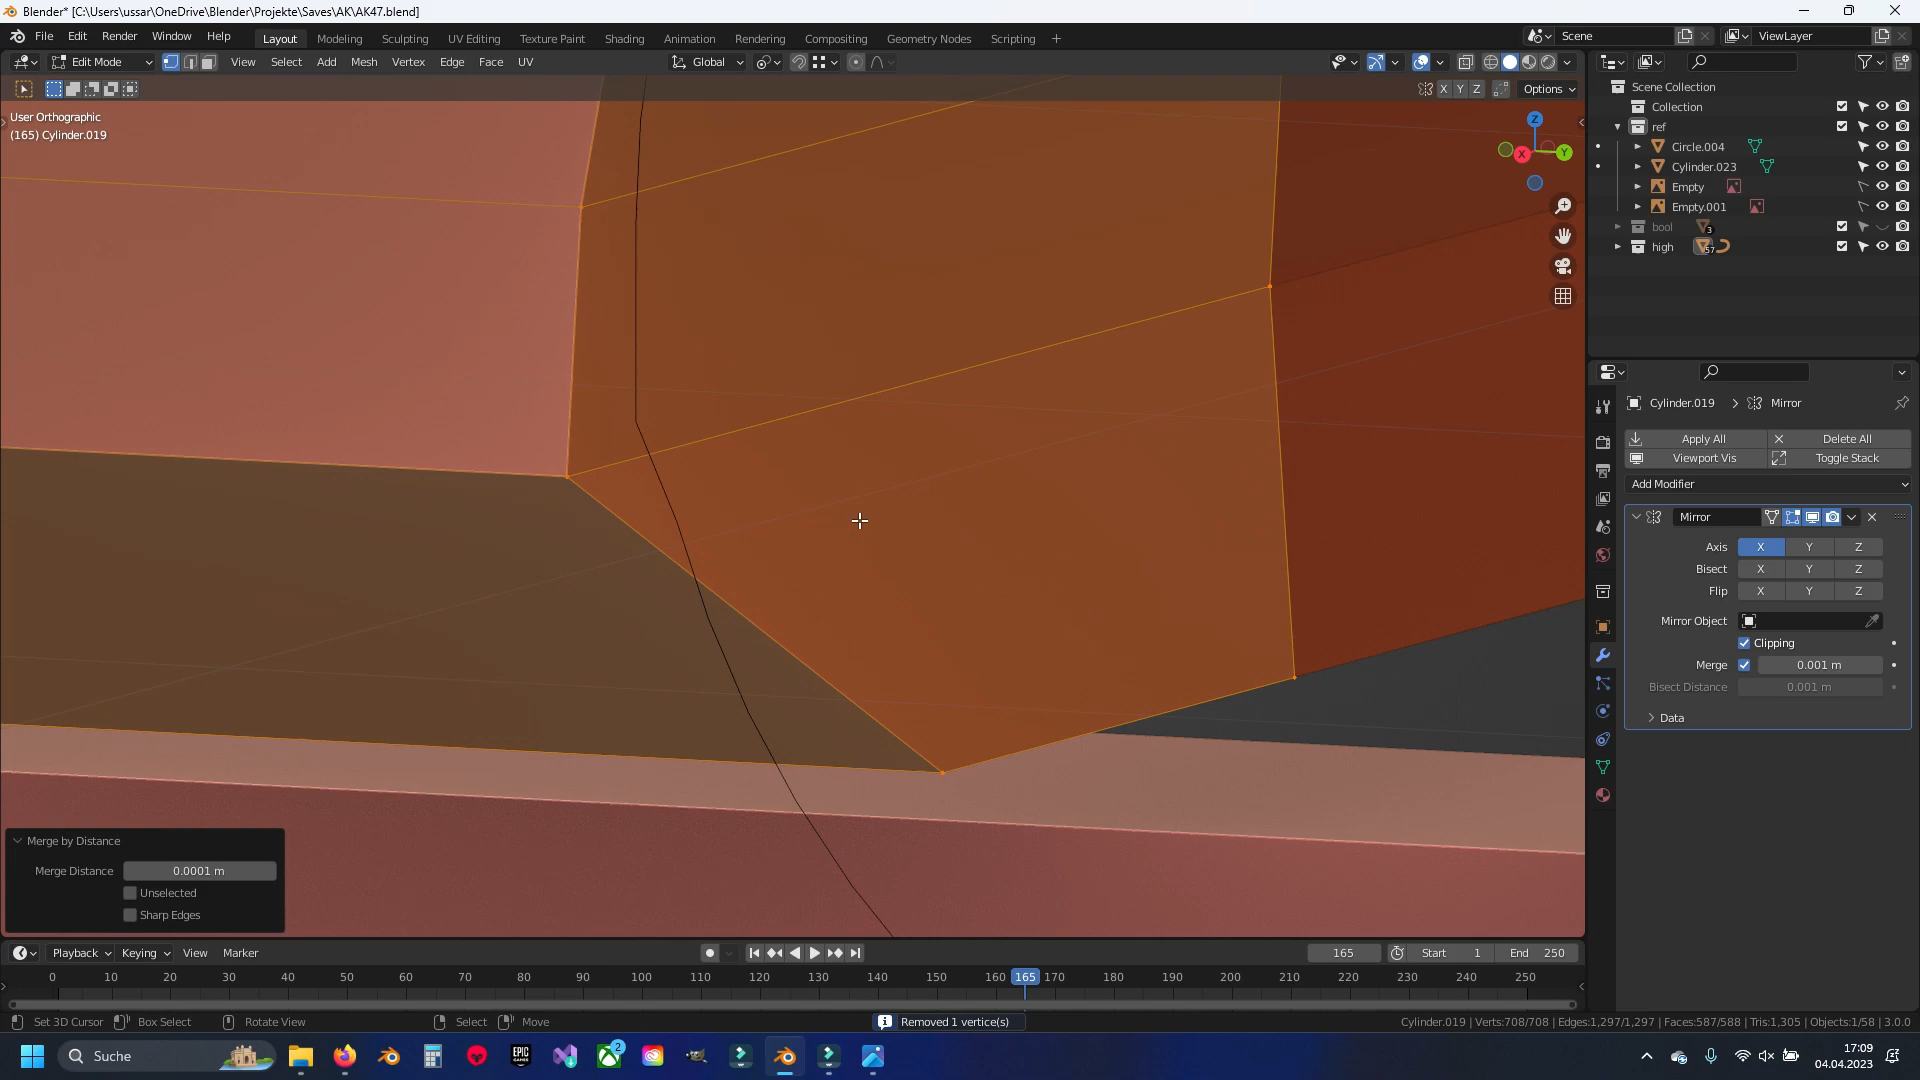 Blender* [C:\Users\ussar\OneDrive\Blender\Projekte\Saves\AK\AK47.blend]
File Edit Render Window Help
Layout Modeling Sculpting UV Editing Texture Paint Shading Animation Rendering Compositing Geometry Nodes Scripting +
Scene
ViewLayer
Edit Mode
View Select Add Mesh Vertex Edge Face UV
Global
X Y Z
Options
User Orthographic
(165) Cylinder.019
Z
X
Y
Scene Collection
Collection
ref
Circle.004
Cylinder.023
Empty
Empty.001
bool
3
high
57
Cylinder.019 > Mirror
Apply All
Delete All
Viewport Vis
Toggle Stack
Add Modifier
Mirror
Axis X Y Z
Bisect X Y Z
Flip X Y Z
Mirror Object
Clipping
Merge 0.001 m
Bisect Distance 0.001 m
Data
Merge by Distance
Merge Distance 0.0001 m
Unselected
Sharp Edges
Playback Keying View Marker
165
Start 1
End 250
0 10 20 30 40 50 60 70 80 90 100 110 120 130 140 150 160 165 170 180 190 200 210 220 230 240 250
Set 3D Cursor
Box Select
Rotate View
Select
Move
Removed 1 vertice(s)
Cylinder.019 | Verts:708/708 | Edges:1,297/1,297 | Faces:587/588 | Tris:1,305 | Objects:1/58 | 3.0.0
Suche
EPIC
GAMES
2
17:09
04.04.2023